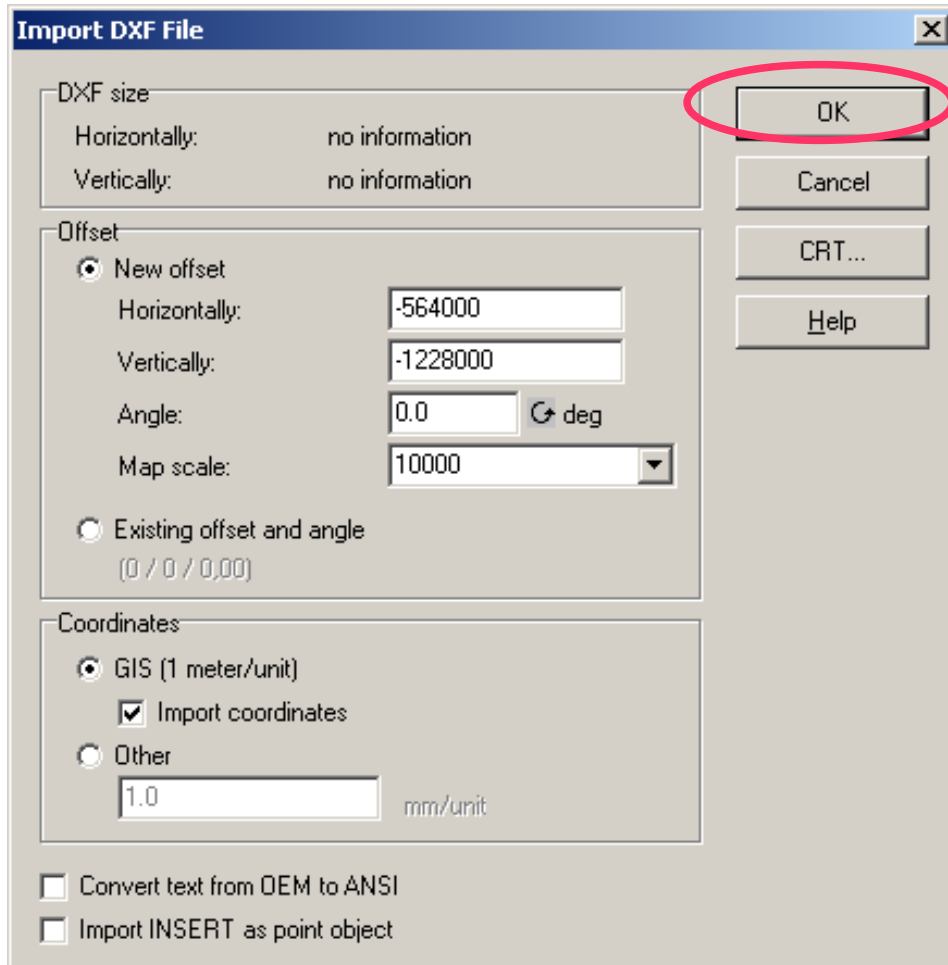 Import DXF File
DXF size
Horizontally: no information
Vertically: no information
OK
Cancel
CRT...
Help
Offset
New offset
Horizontally: -564000
Vertically: -1228000
Angle: 0.0 deg
Map scale: 10000
Existing offset and angle
(0 / 0 / 0,00)
Coordinates
GIS (1 meter/unit)
Import coordinates
Other
1.0 mm/unit
Convert text from OEM to ANSI
Import INSERT as point object